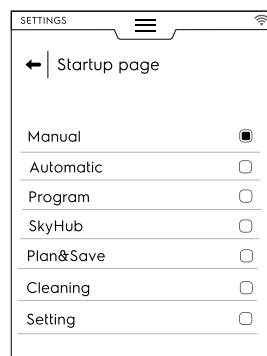 SETTINGS
Startup page
Manual
Automatic
Program
SkyHub
Plan&Save
Cleaning
Setting